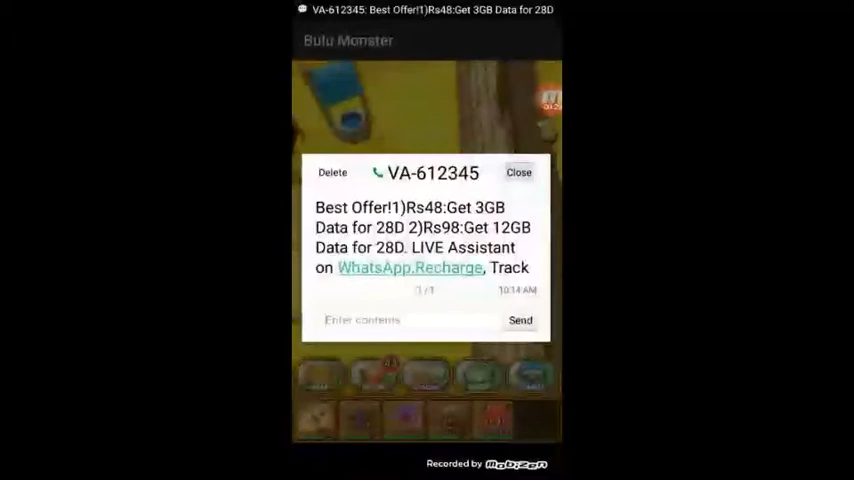 VA-612345: Best Offer!1)Rs48:Get 3GB Data for 28D
Bulu Monster
Delete VA-612345 Close
Best Offer!1)Rs48:Get 3GB
Data for 28D 2)Rs98:Get 12GB
Data for 28D. LIVE Assistant
on WhatsApp.Recharge, Track
1/1 10:14 AM
Enter contents Send
Recorded by mobizen